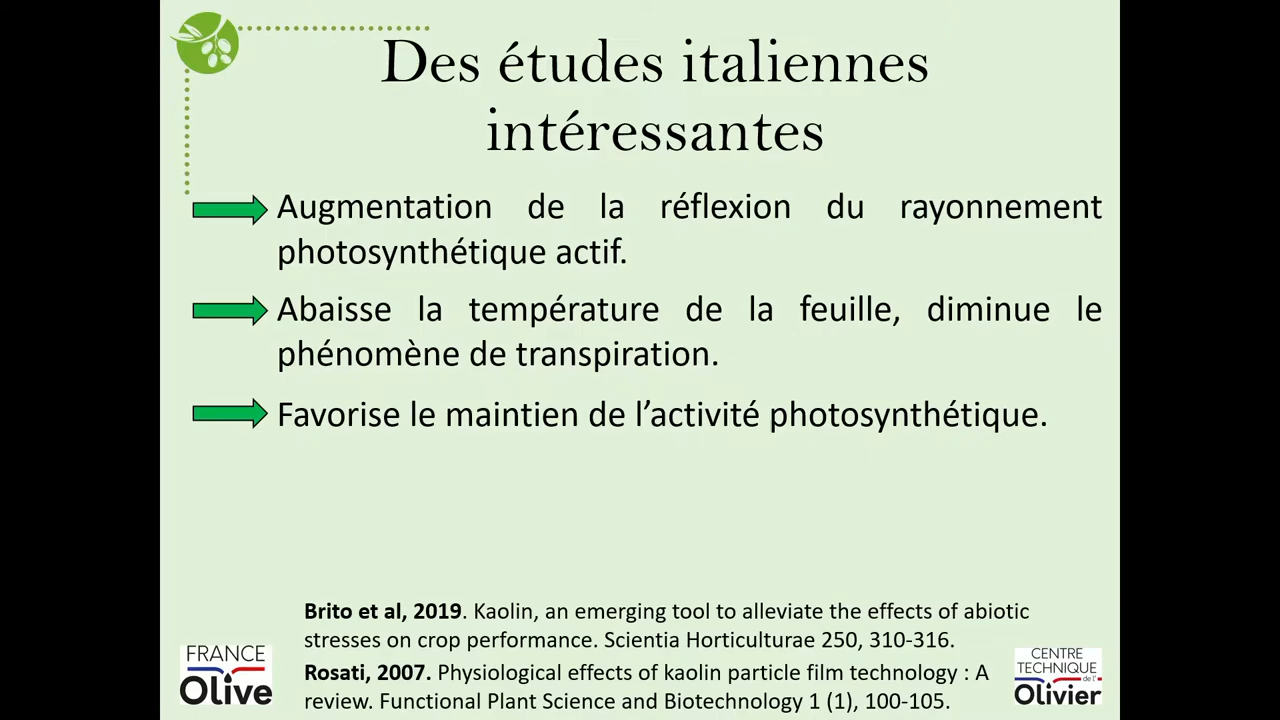 Des études italiennes
intéressantes
Augmentation de la réflexion du rayonnement
photosynthétique actif.
Abaisse la température de la feuille, diminue le
phénomène de transpiration.
Favorise le maintien de l’activité photosynthétique.
Brito et al, 2019. Kaolin, an emerging tool to alleviate the effects of abiotic
stresses on crop performance. Scientia Horticulturae 250, 310-316.
Rosati, 2007. Physiological effects of kaolin particle film technology : A
review. Functional Plant Science and Biotechnology 1 (1), 100-105.
FRANCE
Olive
CENTRE
TECHNIQUE
de l'
Olivier